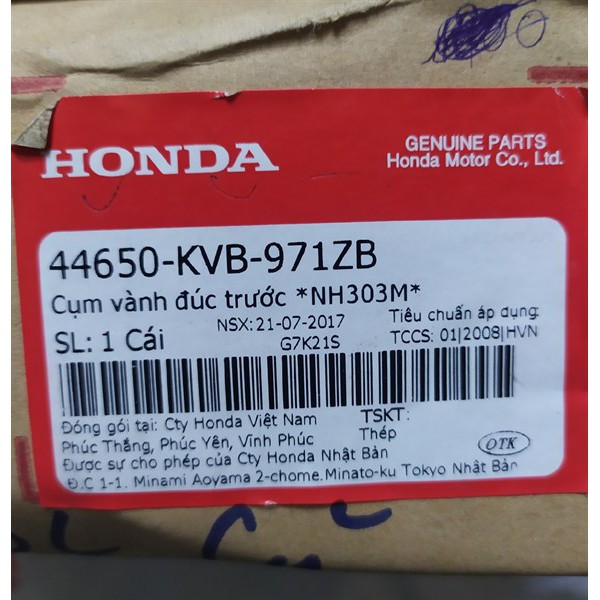 HONDA
GENUINE PARTS
Honda Motor Co., Ltd.
44650-KVB-971ZB
Cụm vành đúc trước *NH303M*
SL: 1 Cái
NSX: 21-07-2017
G7K21S
Tiêu chuẩn áp dụng:
TCCS: 01|2008|HVN
Đóng gói tại: Cty Honda Việt Nam
Phúc Thắng, Phúc Yên, Vĩnh Phúc
TSKT:
Thép
Được sự cho phép của Cty Honda Nhật Bản
Đ.C 1-1. Minami Aoyama 2-chome.Minato-ku Tokyo Nhật Bản
OTK